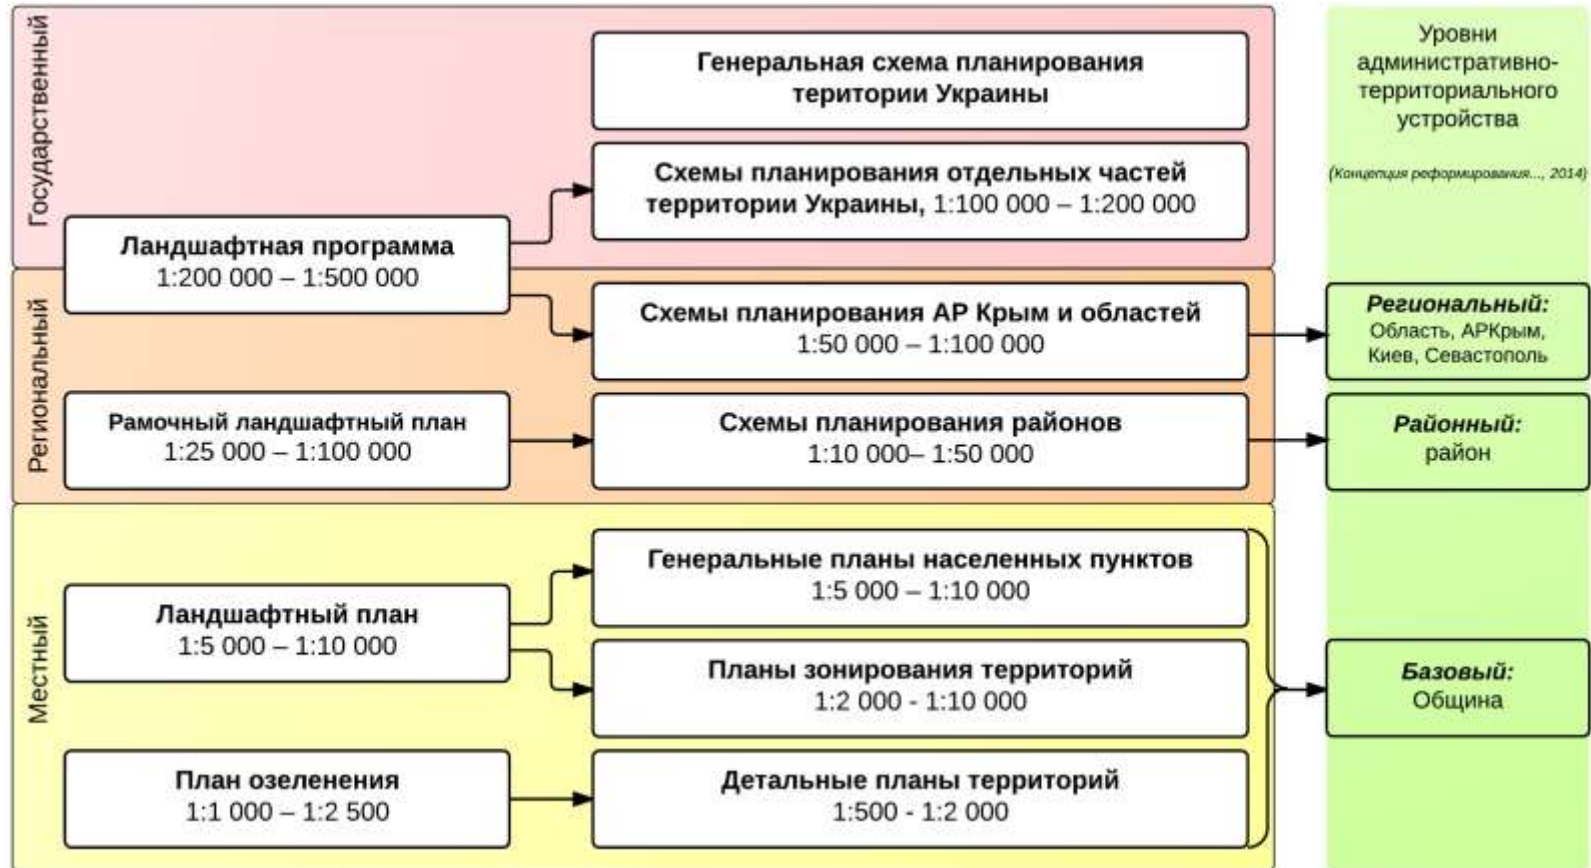 Государственный
Генеральная схема планирования
територии Украины
Схемы планирования отдельных частей
территории Украины, 1:100 000 – 1:200 000
Ландшафтная программа
1:200 000 – 1:500 000
Региональный
Схемы планирования АР Крым и областей
1:50 000 – 1:100 000
Рамочный ландшафтный план
1:25 000 – 1:100 000
Схемы планирования районов
1:10 000– 1:50 000
Местный
Ландшафтный план
1:5 000 – 1:10 000
Генеральные планы населенных пунктов
1:5 000 – 1:10 000
Планы зонирования территорий
1:2 000 - 1:10 000
План озеленения
1:1 000 – 1:2 500
Детальные планы территорий
1:500 - 1:2 000
Уровни
административно-
территориального
устройства
(Концепция реформирования..., 2014)
Региональный:
Область, АРКрым,
Киев, Севастополь
Районный:
район
Базовый:
Община